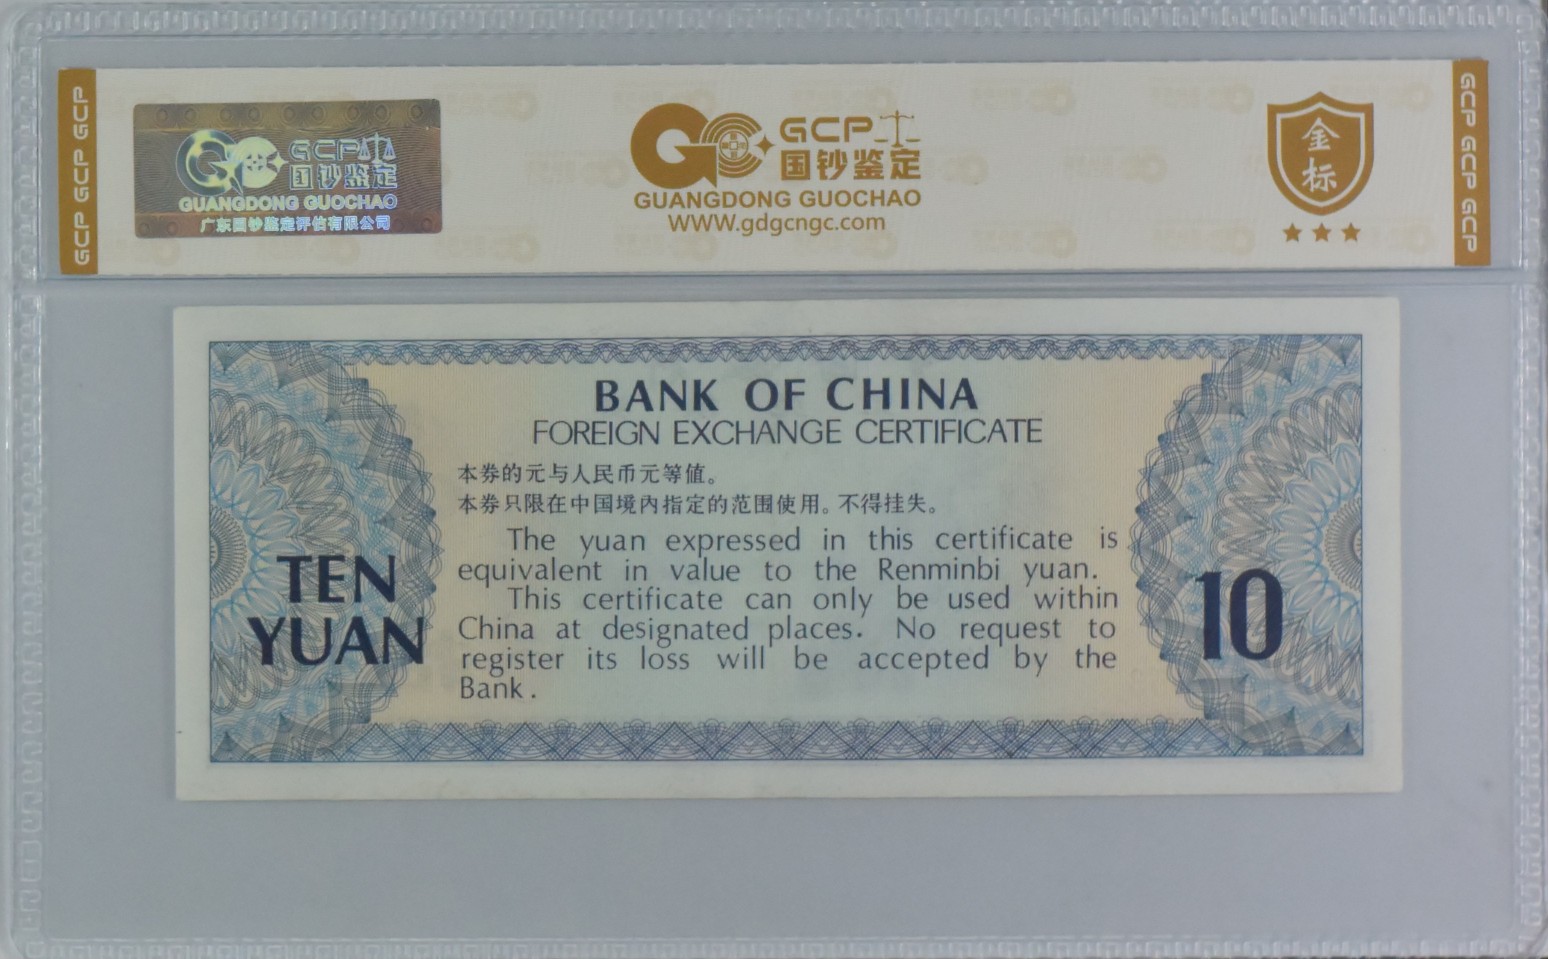 GCP GCP GCP
GCP 国钞鉴定
GUANGDONG GUOCHAO
广东国钞鉴定评估有限公司
GCP
国钞鉴定
GUANGDONG GUOCHAO
WWW.gdgcngc.com
金
标
GCP GCP GCP
BANK OF CHINA
FOREIGN EXCHANGE CERTIFICATE
本券的元与人民币元等值。
本券只限在中国境内指定的范围使用。不得挂失。
The yuan expressed in this certificate is
equivalent in value to the Renminbi yuan.
This certificate can only be used within
China at designated places. No request to
register its loss will be accepted by the
Bank.
TEN
YUAN
10